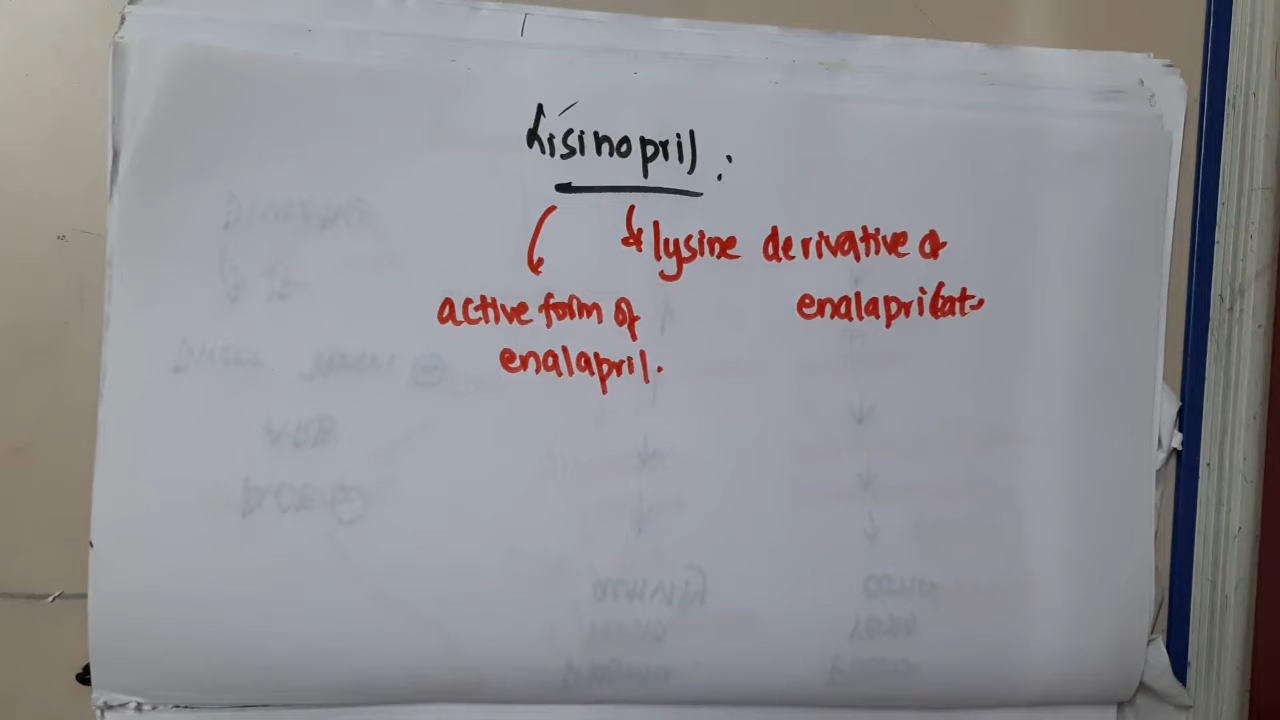 Lisinopril :
lysine derivative of
enalaprilat
active form of
enalapril.